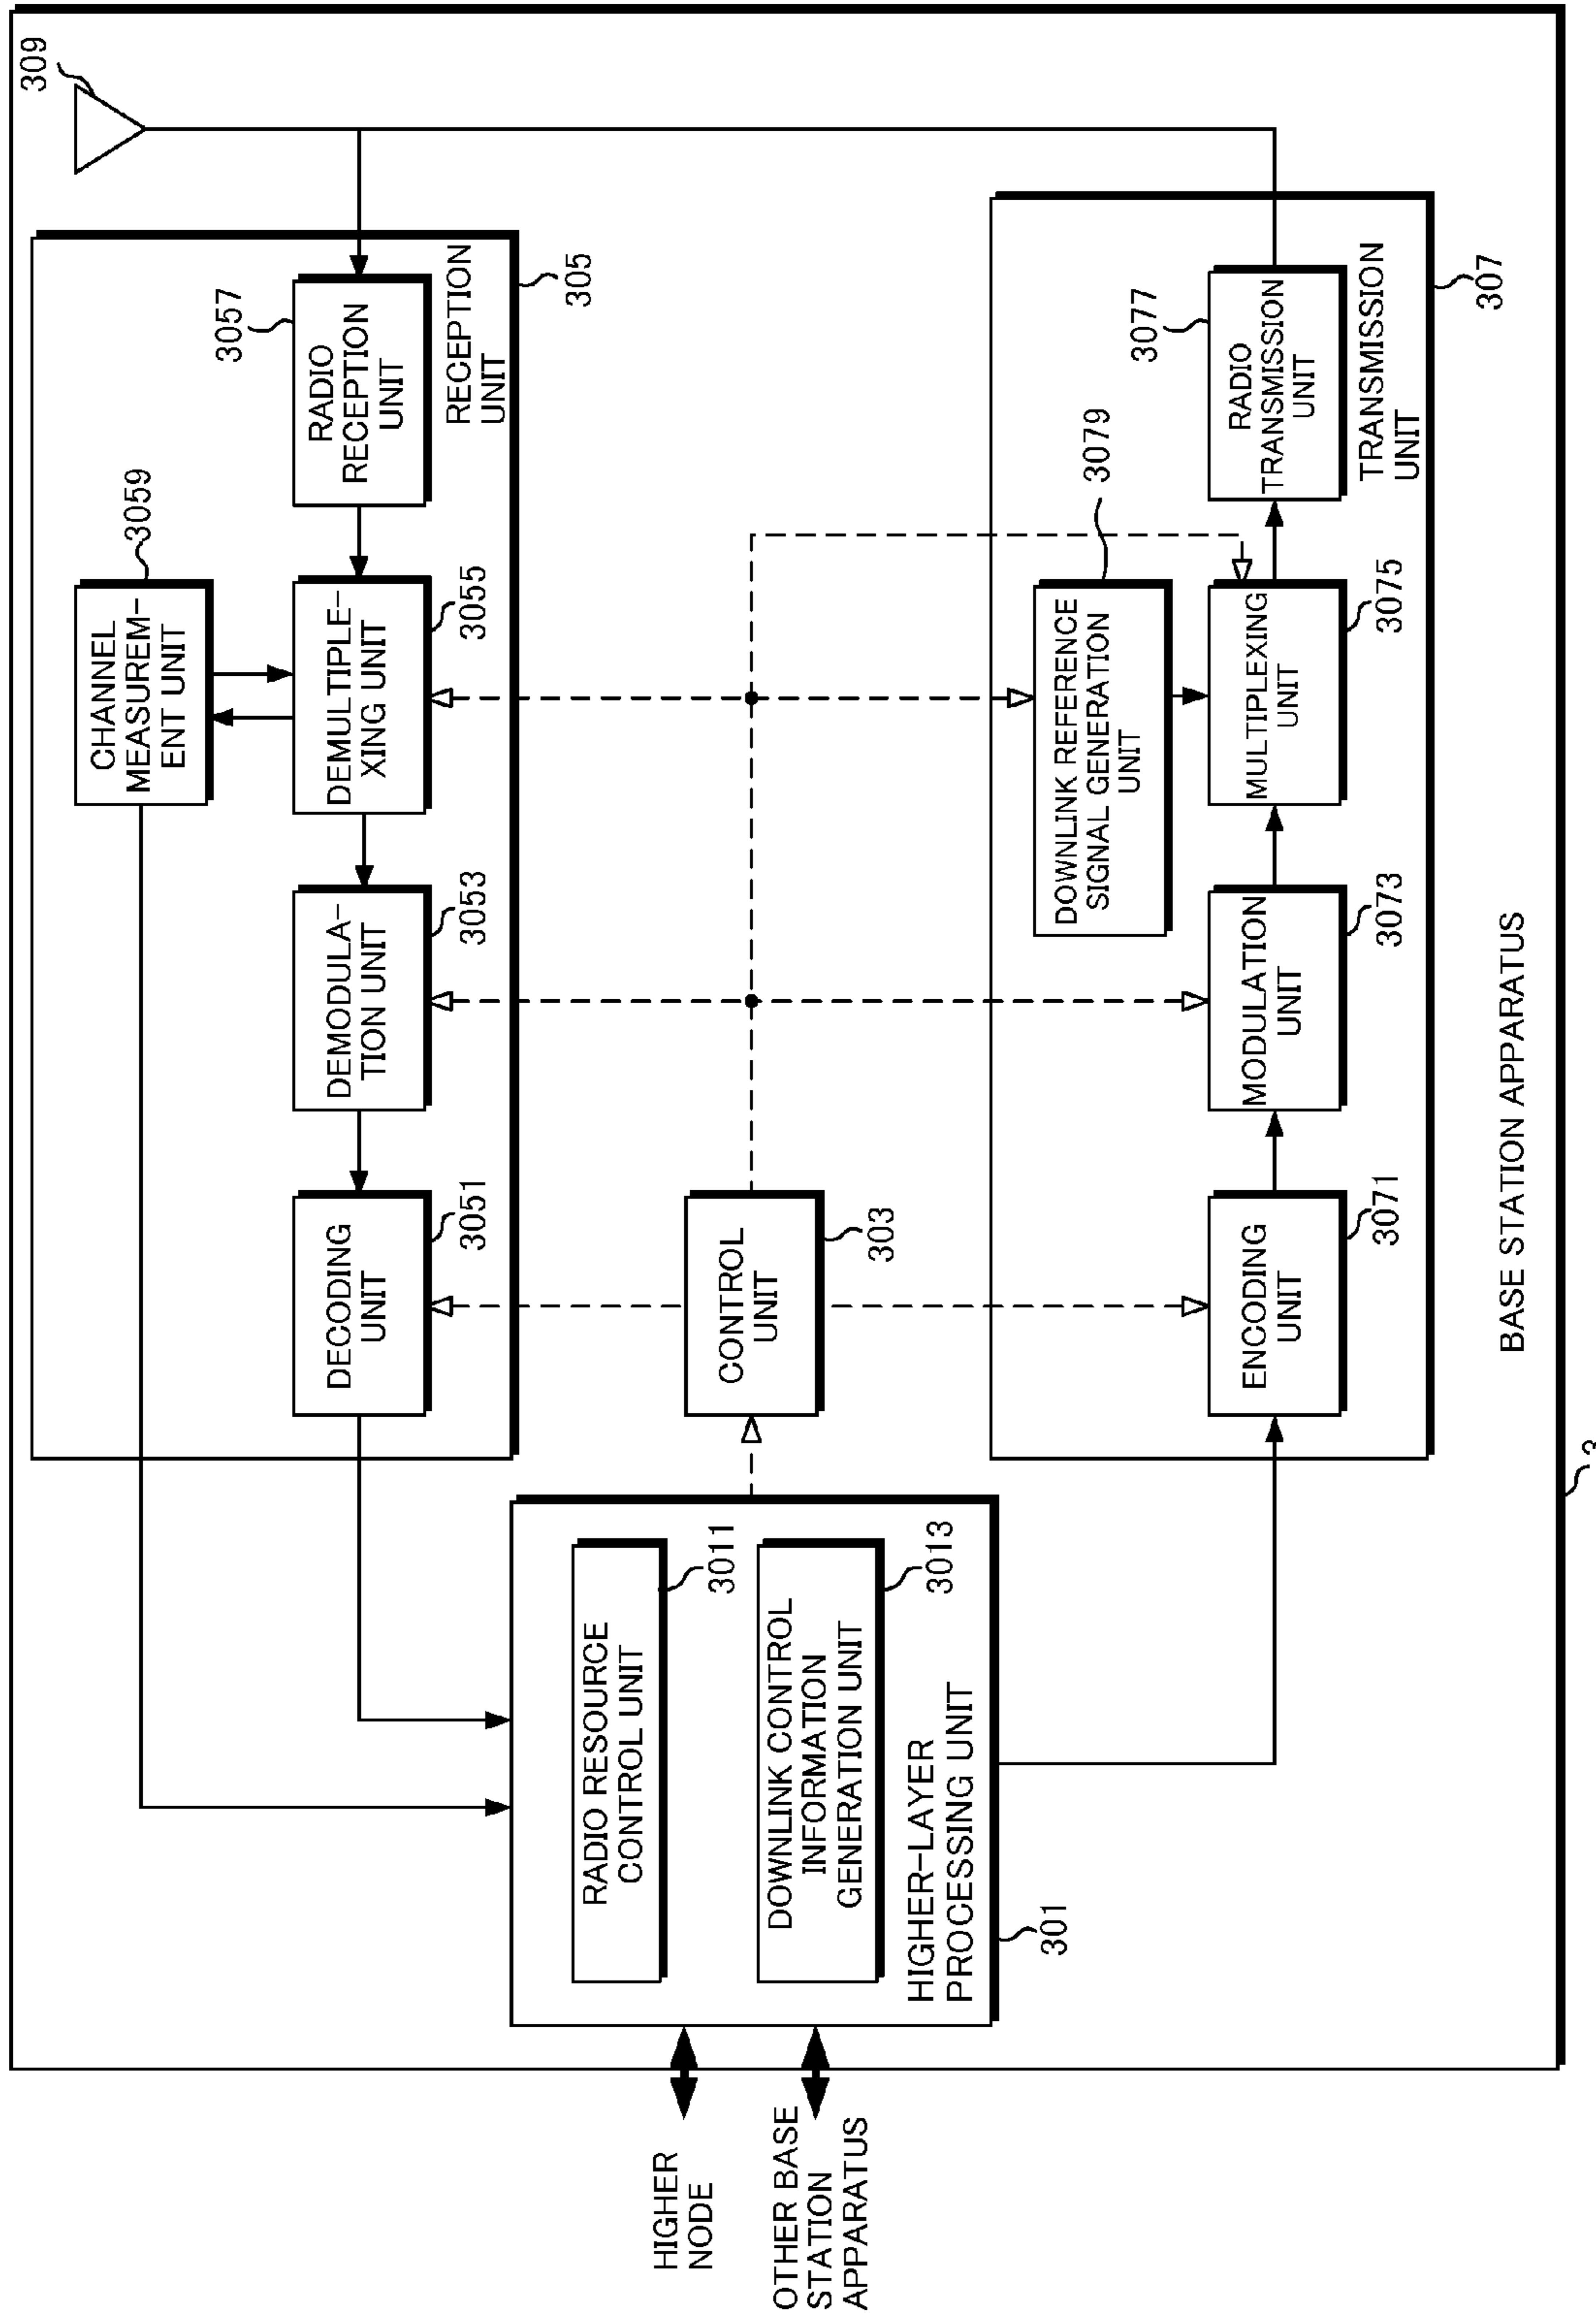 HIGHER
NODE
OTHER BASE
STATION
APPARATUS
RADIO RESOURCE
CONTROL UNIT
3011
DOWNLINK CONTROL
INFORMATION
GENERATION UNIT
3013
HIGHER-LAYER
PROCESSING UNIT
301
CHANNEL
MEASUREM-
ENT UNIT
3059
DECODING
UNIT
3051
DEMODULA-
TION UNIT
3053
DEMULTIPLE-
XING UNIT
3055
RADIO
RECEPTION
UNIT
3057
RECEPTION
UNIT
305
309
CONTROL
UNIT
303
DOWNLINK REFERENCE
SIGNAL GENERATION
UNIT
3079
ENCODING
UNIT
3071
MODULATION
UNIT
3073
MULTIPLEXING
UNIT
3075
RADIO
TRANSMISSION
UNIT
3077
TRANSMISSION
UNIT
307
BASE STATION APPARATUS
3